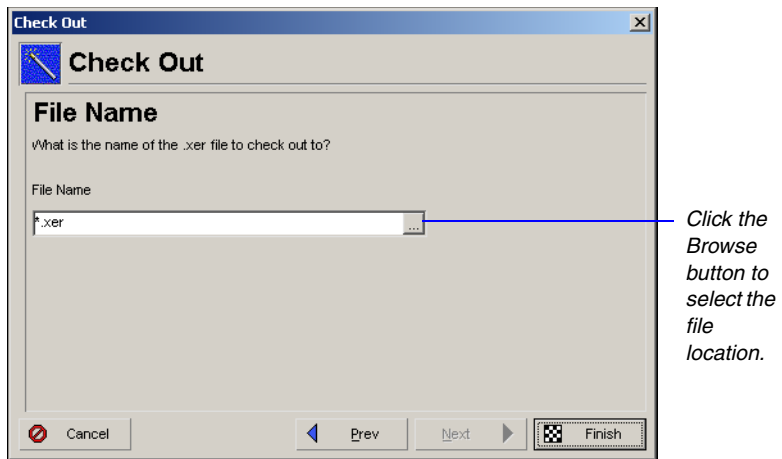 Check Out
Check Out
File Name
What is the name of the .xer file to check out to?
File Name
*.xer
...
Click the
Browse
button to
select the
file
location.
Cancel
Prev
Next
Finish